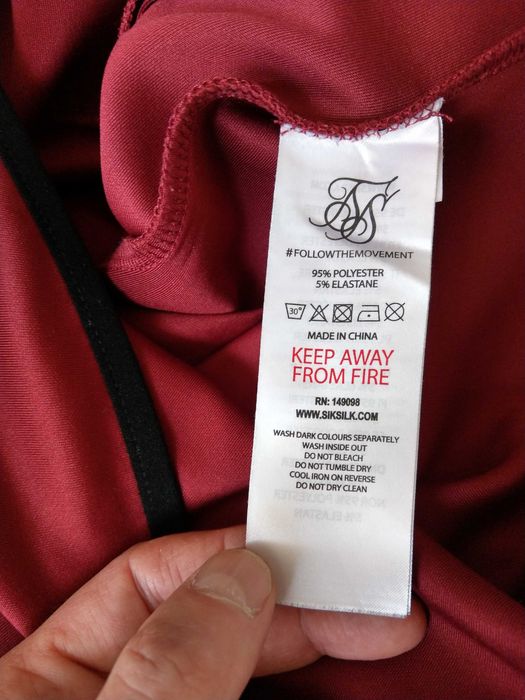 #FOLLOWTHEMOVEMENT
95% POLYESTER
5% ELASTANE
30°
MADE IN CHINA
KEEP AWAY
FROM FIRE
RN: 149098
WWW.SIKSILK.COM
WASH DARK COLOURS SEPARATELY
WASH INSIDE OUT
DO NOT BLEACH
DO NOT TUMBLE DRY
COOL IRON ON REVERSE
DO NOT DRY CLEAN